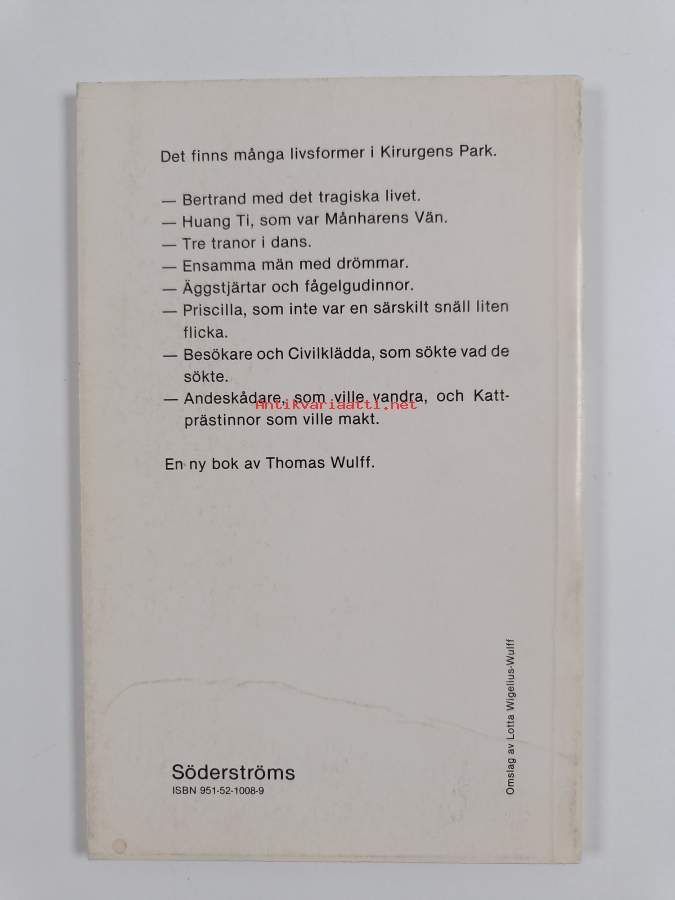 Det finns många livsformer i Kirurgens Park.
— Bertrand med det tragiska livet.
— Huang Ti, som var Månharens Vän.
— Tre tranor i dans.
— Ensamma män med drömmar.
— Äggstjärtar och fågelgudinnor.
— Priscilla, som inte var en särskilt snäll liten
flicka.
— Besökare och Civilklädda, som sökte vad de
sökte.
— Andeskådare, som ville vandra, och Katt-
Antikvariaatti.net
prästinnor som ville makt.
En ny bok av Thomas Wulff.
Omslag av Lotta Wigelius-Wulff
Söderströms
ISBN 951-52-1008-9